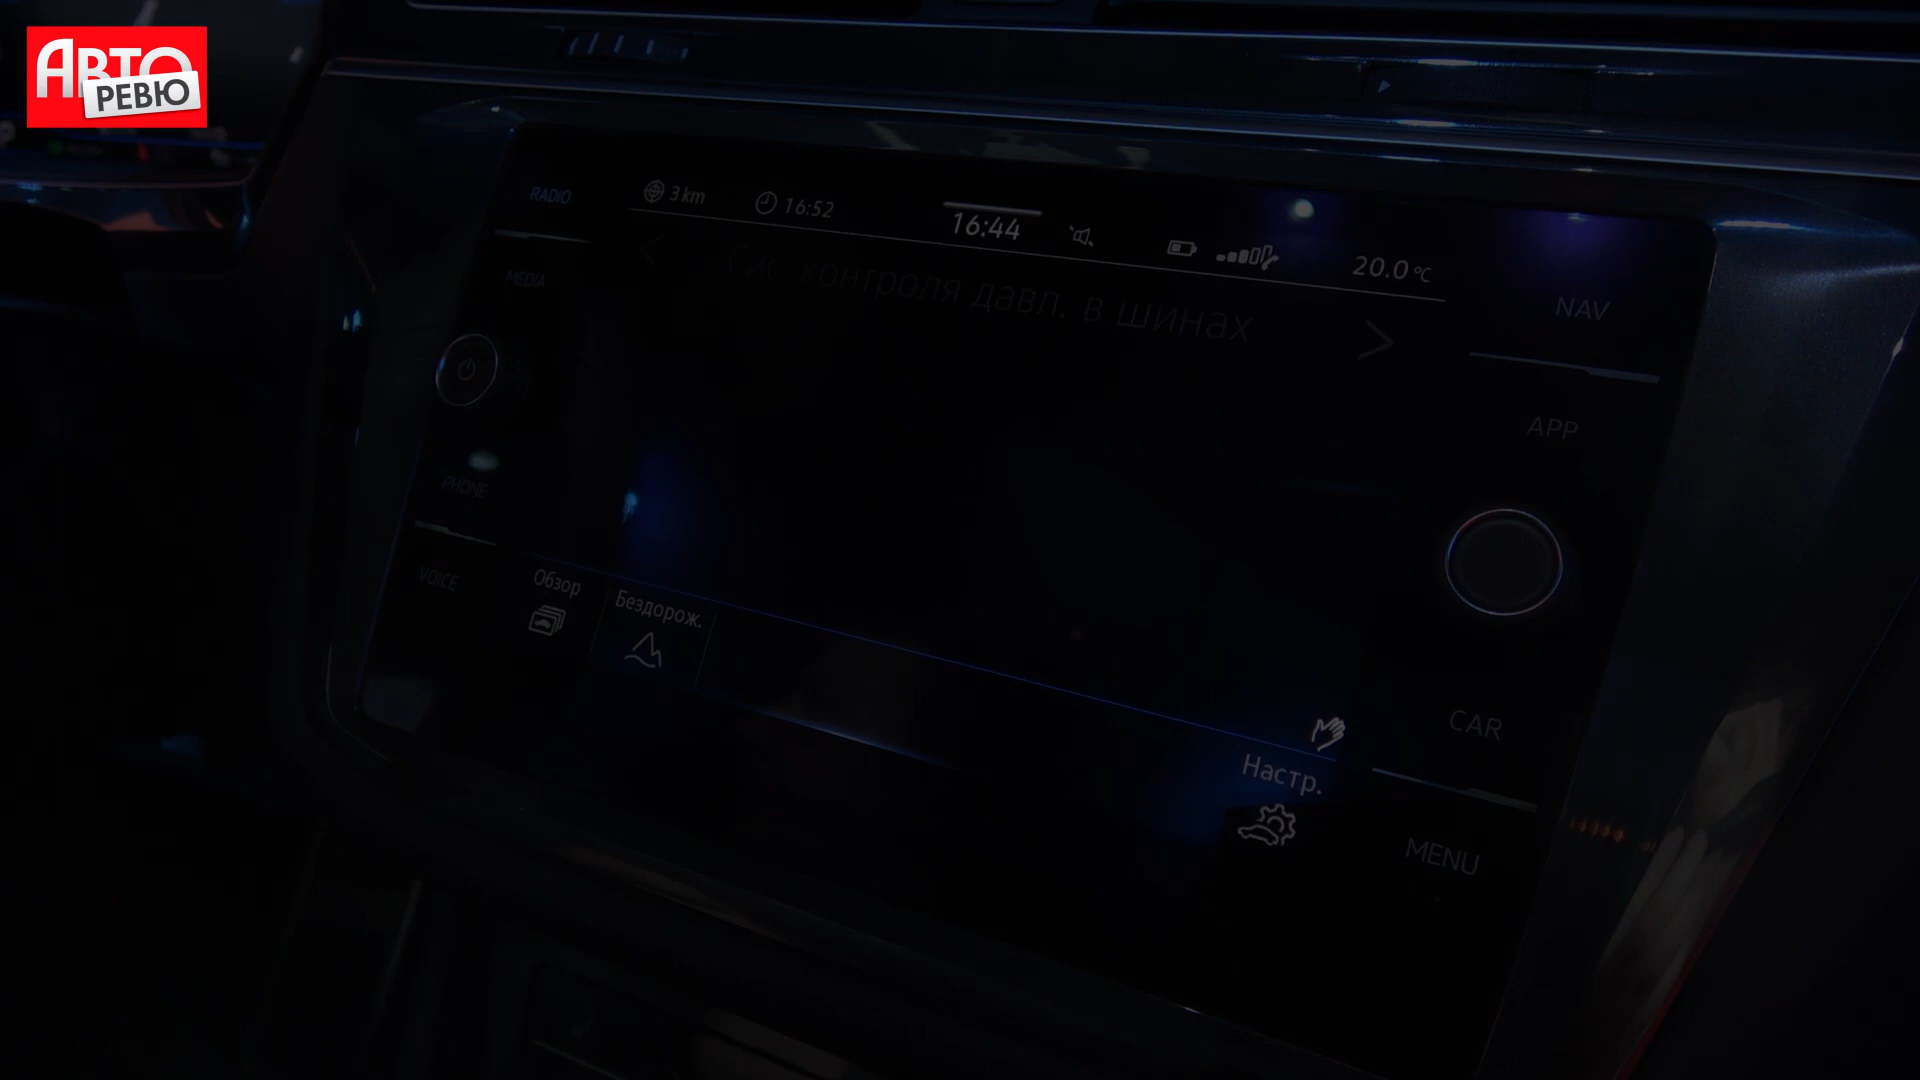 АВТО
РЕВЮ
RADIO
3 km
16:52
16:44
20.0 °C
Сис. контроля давл. в шинах
MEDIA
NAV
APP
PHONE
VOICE
Обзор
Бездорож.
CAR
Настр.
MENU